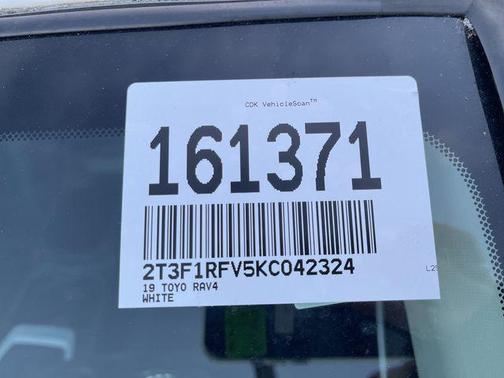 CDK VehicleScan™
161371
2T3F1RFV5KC042324
19 TOYO RAV4
WHITE